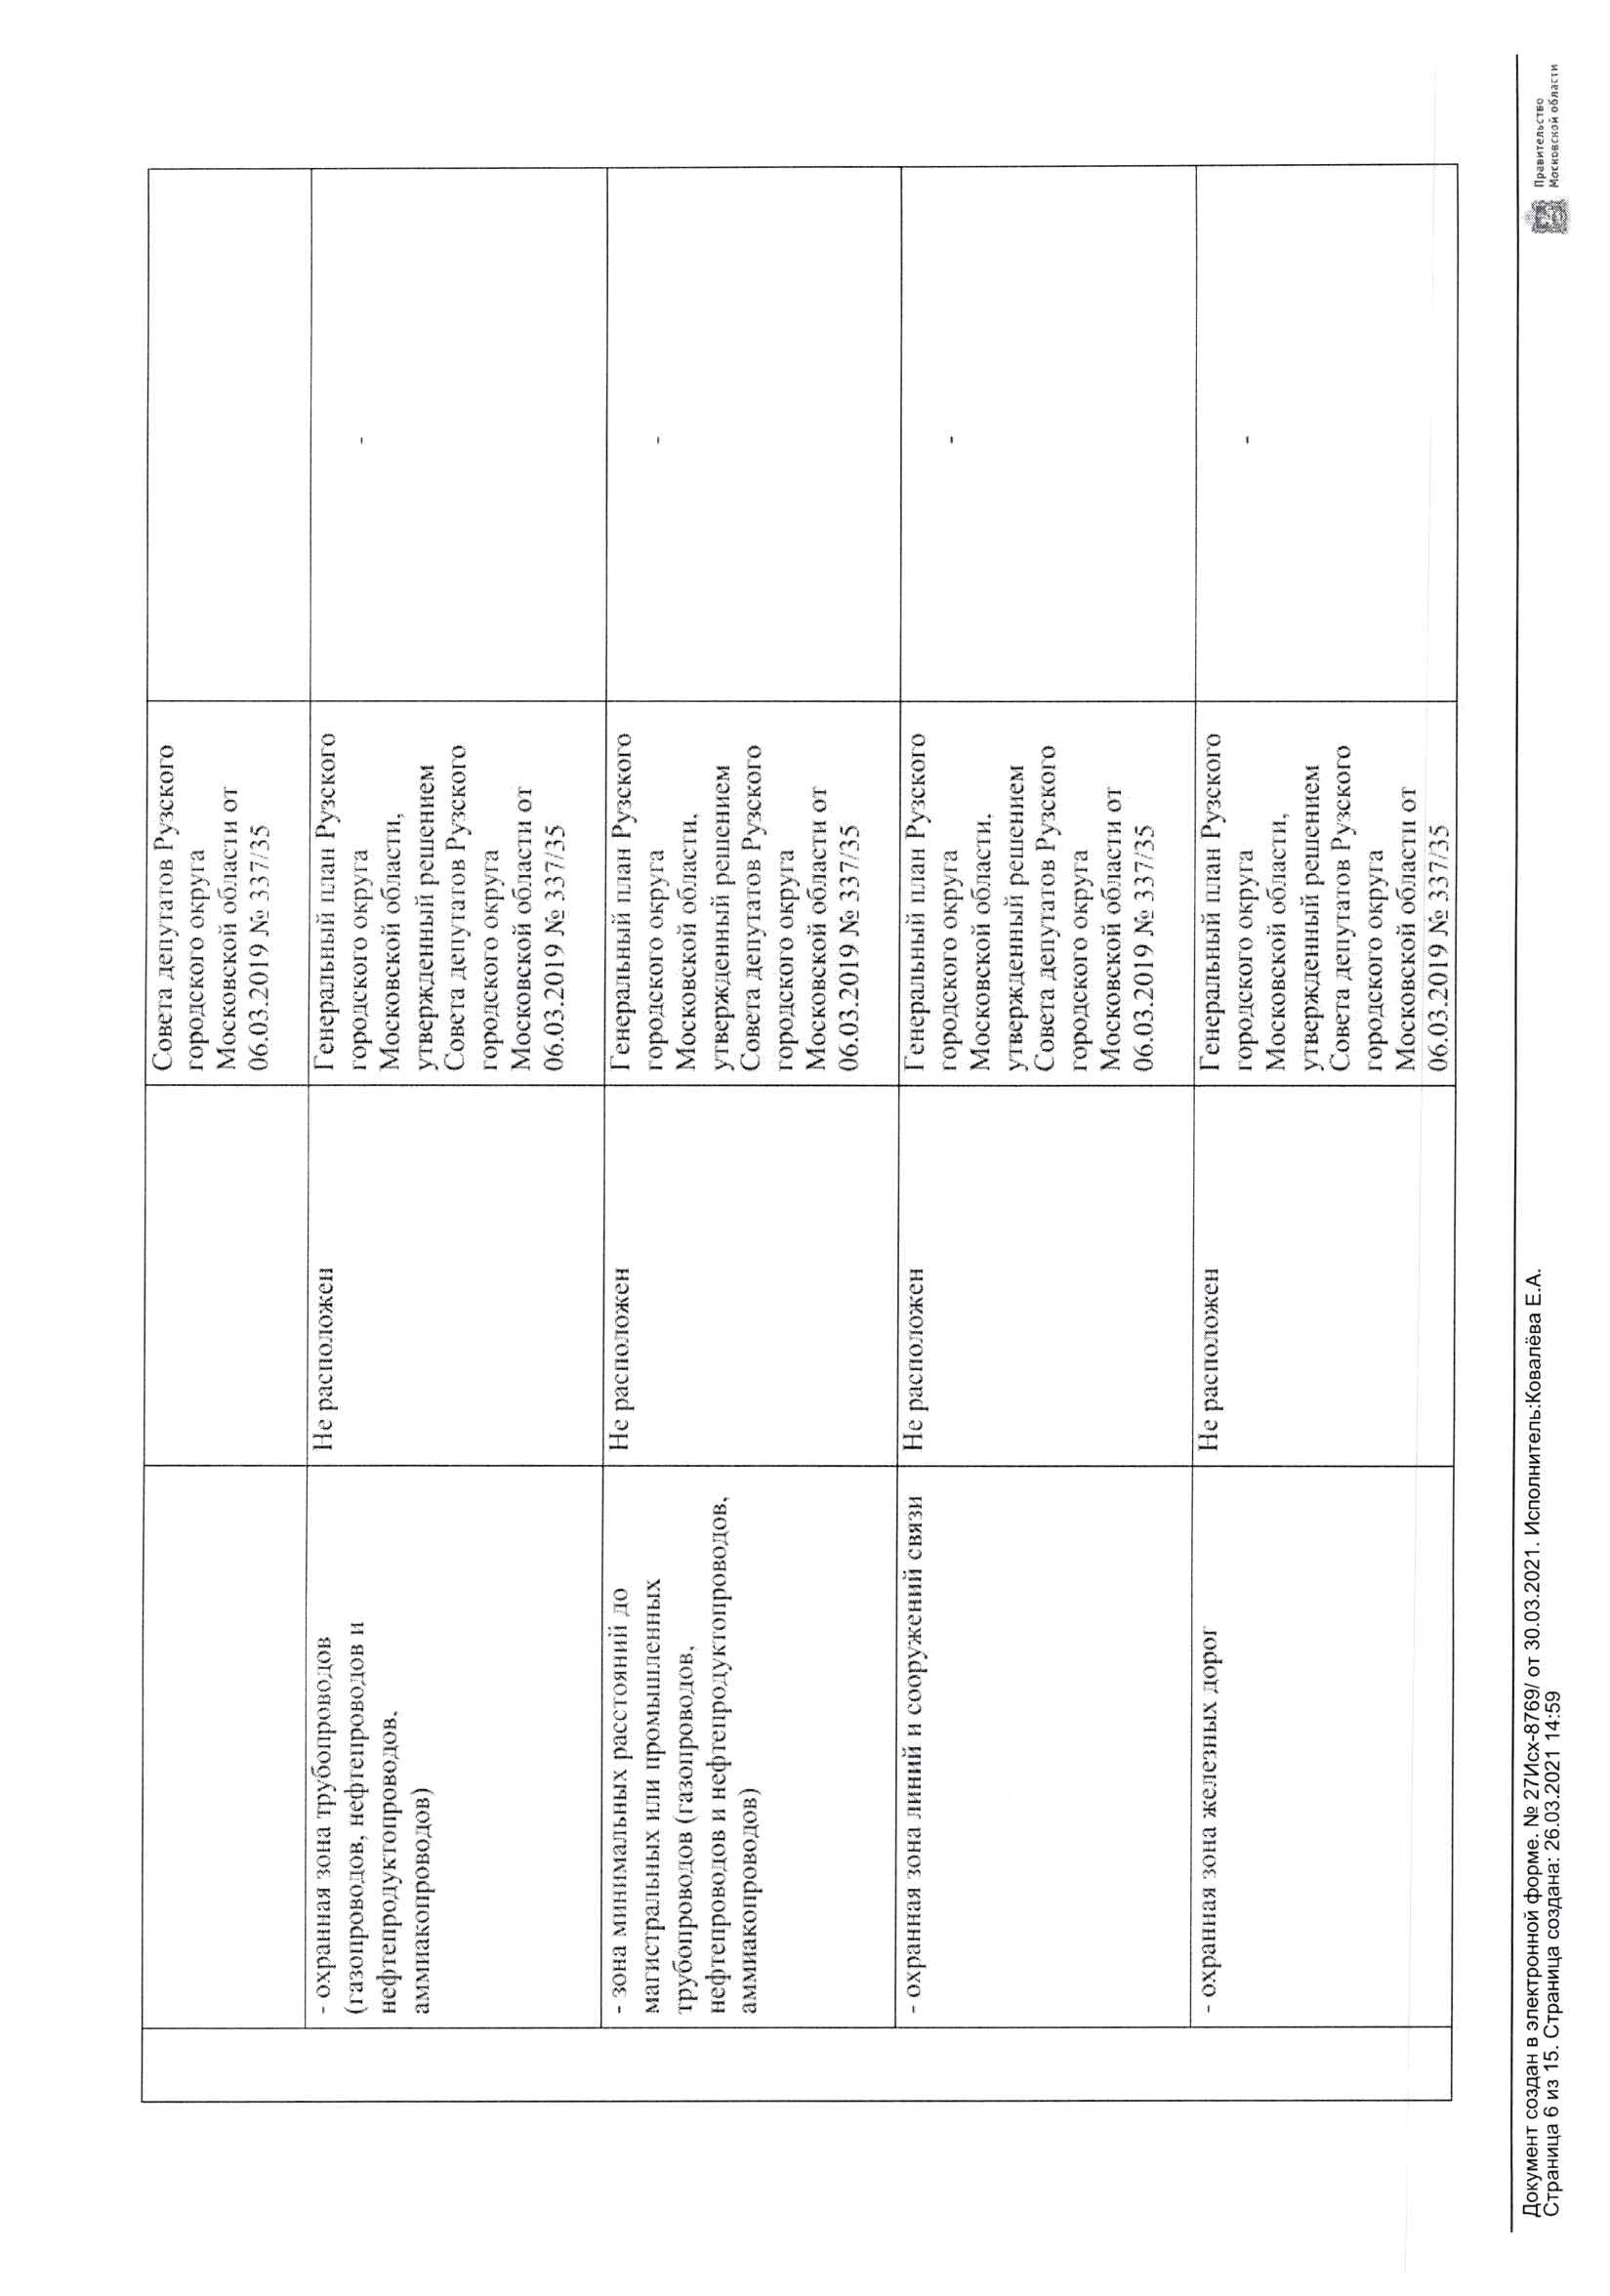 Совета депутатов Рузского
городского округа
Московской области от
06.03.2019 № 337/35
- охранная зона трубопроводов
(газопроводов, нефтепроводов и
нефтепродуктопроводов,
аммиакопроводов)
Не расположен
Генеральный план Рузского
городского округа
Московской области,
утвержденный решением
Совета депутатов Рузского
городского округа
Московской области от
06.03.2019 № 337/35
-
- зона минимальных расстояний до
магистральных или промышленных
трубопроводов (газопроводов,
нефтепроводов и нефтепродуктопроводов,
аммиакопроводов)
Не расположен
Генеральный план Рузского
городского округа
Московской области,
утвержденный решением
Совета депутатов Рузского
городского округа
Московской области от
06.03.2019 № 337/35
-
- охранная зона линий и сооружений связи
Не расположен
Генеральный план Рузского
городского округа
Московской области,
утвержденный решением
Совета депутатов Рузского
городского округа
Московской области от
06.03.2019 № 337/35
-
- охранная зона железных дорог
Не расположен
Генеральный план Рузского
городского округа
Московской области,
утвержденный решением
Совета депутатов Рузского
городского округа
Московской области от
06.03.2019 № 337/35
-
Документ создан в электронной форме. № 27Исх-8769/ от 30.03.2021. Исполнитель:Ковалёва Е.А.
Страница 6 из 15. Страница создана: 26.03.2021 14:59
Правительство
Московской области